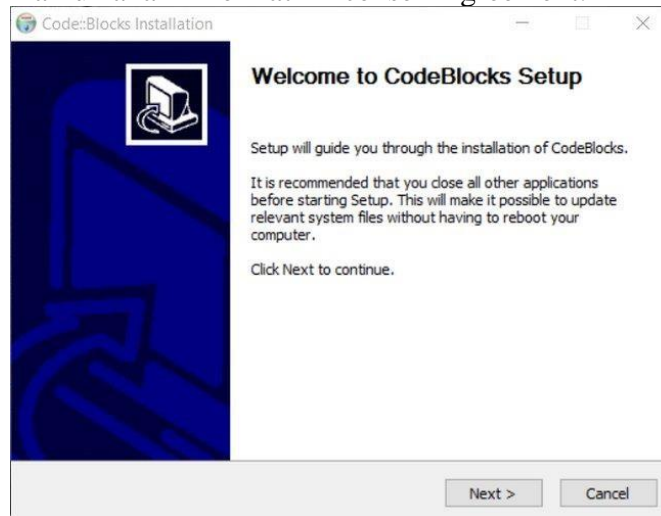 Code::Blocks Installation
Welcome to CodeBlocks Setup
Setup will guide you through the installation of CodeBlocks.
It is recommended that you close all other applications
before starting Setup. This will make it possible to update
relevant system files without having to reboot your
computer.
Click Next to continue.
Next >
Cancel